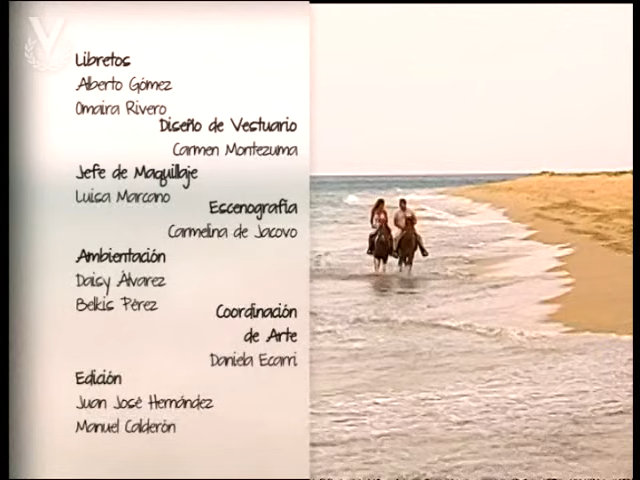 V
Libretos
Alberto Gómez
Omaira Rivero
Diseño de Vestuario
Carmen Montezuma
Jefe de Maquillaje
Luisa Marcano
Escenografía
Carmelina de Jacovo
Ambientación
Daisy Álvarez
Belkis Pérez
Coordinación
de Arte
Daniela Ecarri
Edición
Juan José Hernández
Manuel Calderón